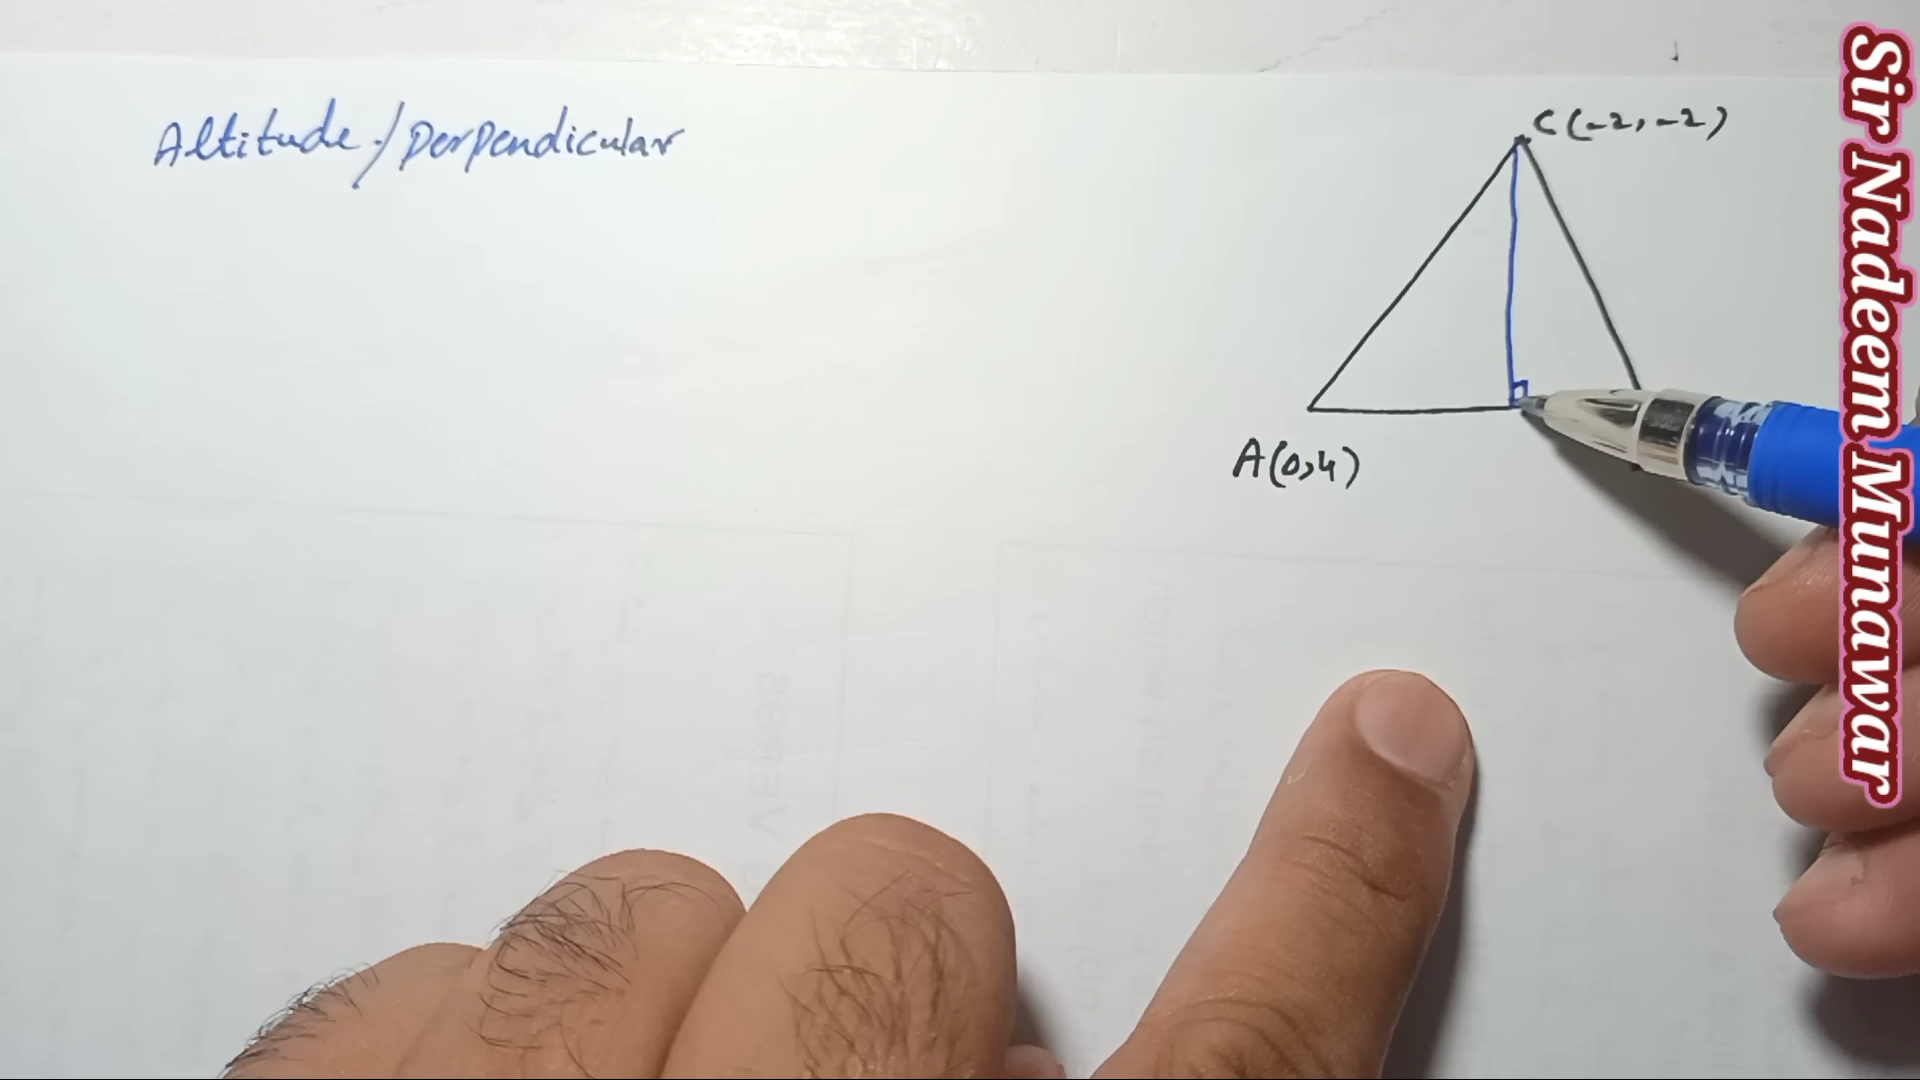 Altitude/perpendicular
C(-2,-2)
A(0,4)
Sir Nadeem Munawar